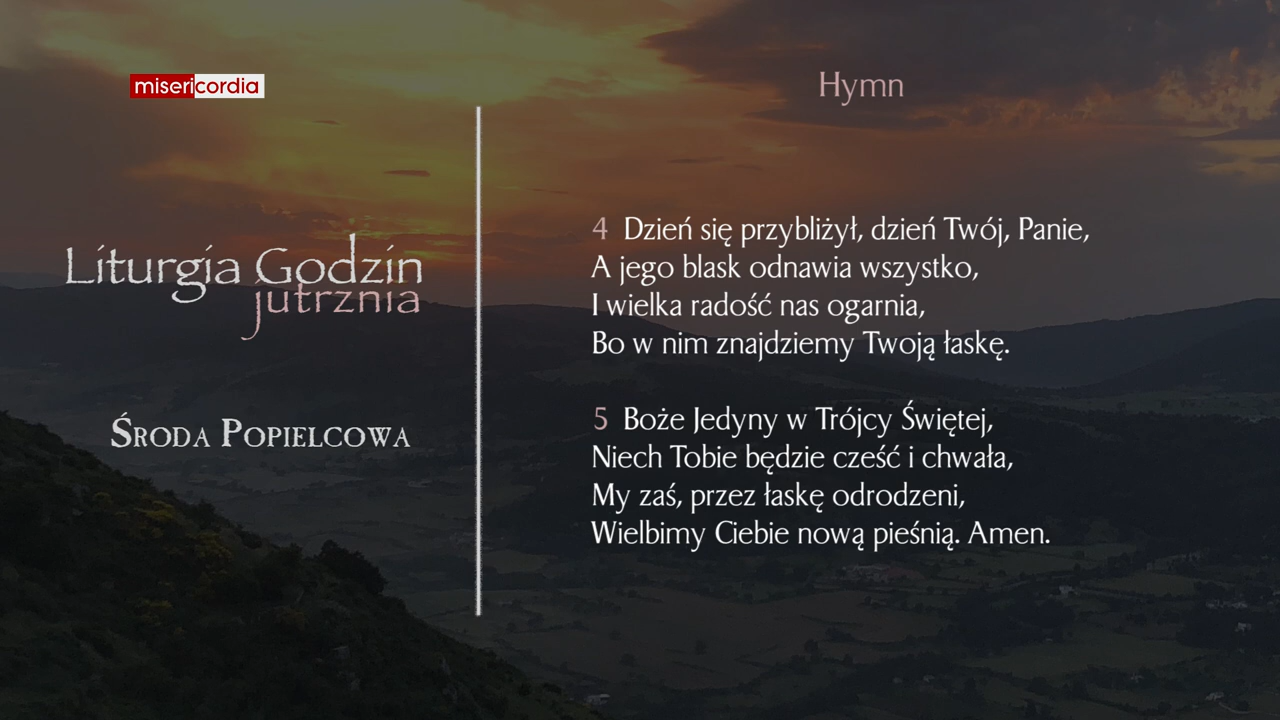 misericordia
Liturgia Godzin
jutrznia
Środa Popielcowa
Hymn
4 Dzień się przybliżył, dzień Twój, Panie,
A jego blask odnawia wszystko,
I wielka radość nas ogarnia,
Bo w nim znajdziemy Twoją łaskę.
5 Boże Jedyny w Trójcy Świętej,
Niech Tobie będzie cześć i chwała,
My zaś, przez łaskę odrodzeni,
Wielbimy Ciebie nową pieśnią. Amen.